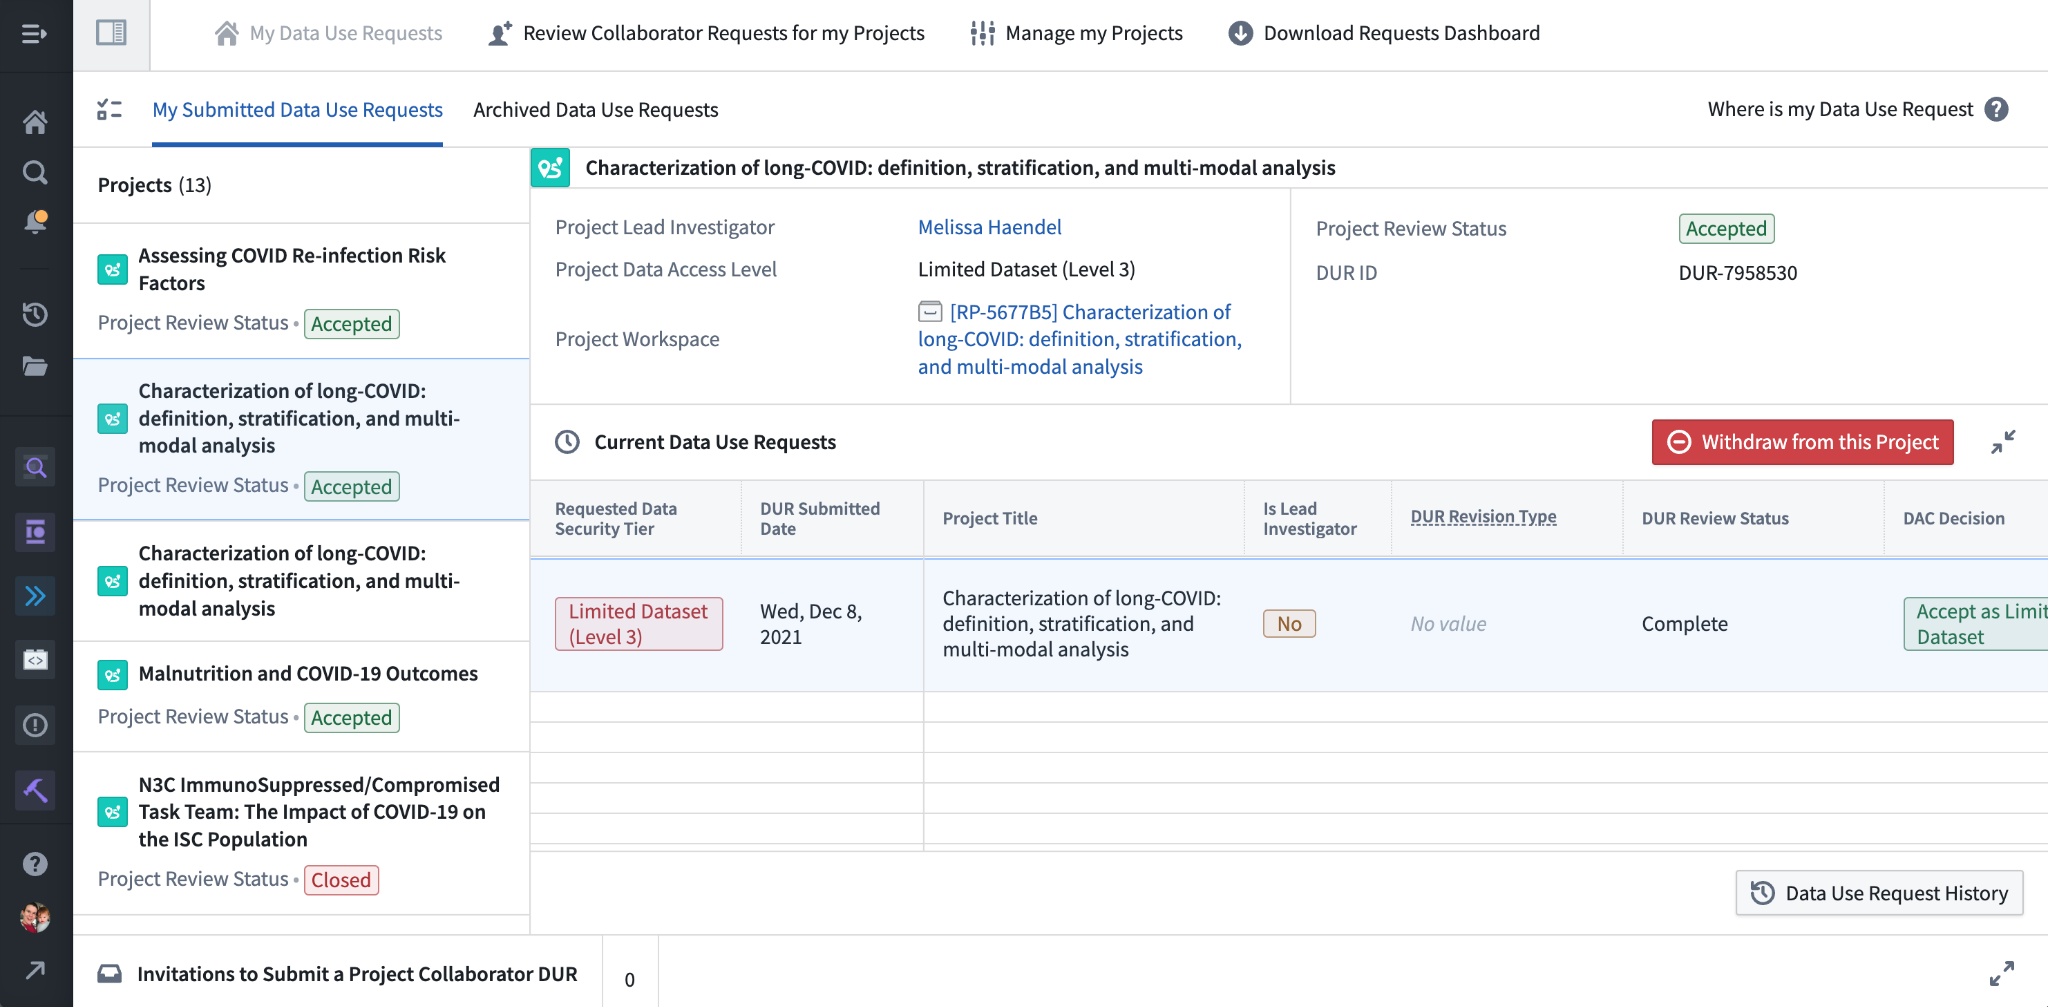 My Data Use Requests
Review Collaborator Requests for my Projects
Manage my Projects
Download Requests Dashboard
My Submitted Data Use Requests
Archived Data Use Requests
Where is my Data Use Request
Projects (13)
Assessing COVID Re-infection Risk
Factors
Project Review Status • Accepted
Characterization of long-COVID:
definition, stratification, and multi-
modal analysis
Project Review Status • Accepted
Characterization of long-COVID:
definition, stratification, and multi-
modal analysis
Malnutrition and COVID-19 Outcomes
Project Review Status • Accepted
N3C ImmunoSuppressed/Compromised
Task Team: The Impact of COVID-19 on
the ISC Population
Project Review Status • Closed
Characterization of long-COVID: definition, stratification, and multi-modal analysis
Project Lead Investigator
Melissa Haendel
Project Data Access Level
Limited Dataset (Level 3)
Project Workspace
[RP-5677B5] Characterization of
long-COVID: definition, stratification,
and multi-modal analysis
Project Review Status
Accepted
DUR ID
DUR-7958530
Current Data Use Requests
Withdraw from this Project
Requested Data
Security Tier
DUR Submitted
Date
Project Title
Is Lead
Investigator
DUR Revision Type
DUR Review Status
DAC Decision
Limited Dataset
(Level 3)
Wed, Dec 8,
2021
Characterization of long-COVID:
definition, stratification, and
multi-modal analysis
No
No value
Complete
Accept as Limit
Dataset
Data Use Request History
Invitations to Submit a Project Collaborator DUR
0